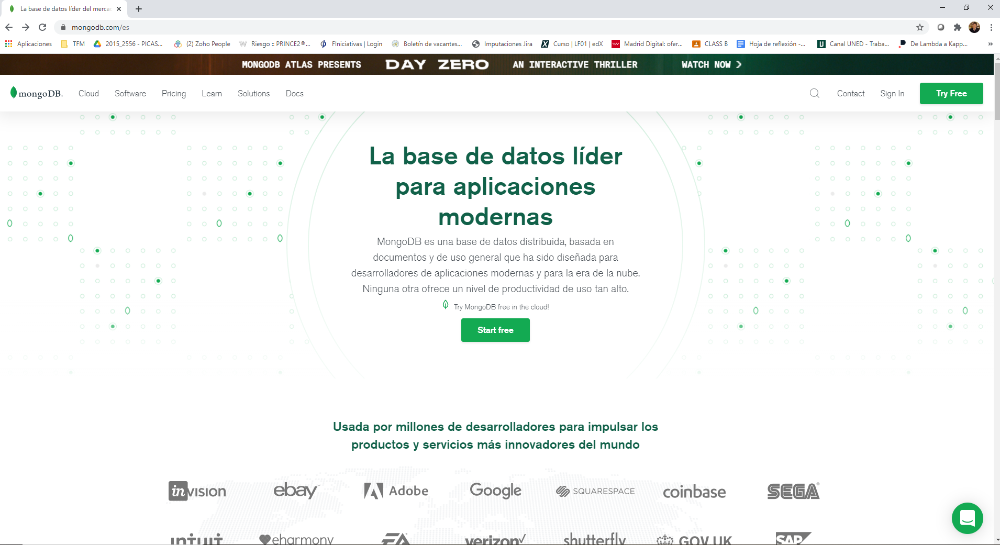 La base de datos líder del merca
mongodb.com/es
Aplicaciones
TFM
2015_2556 - PICAS...
(2) Zoho People
Riesgo :: PRINCE2®...
FIniciativas | Login
Boletín de vacantes...
Imputaciones Jira
Curso | LF01 | edX
Madrid Digital: ofer...
CLASS B
Hoja de reflexión -...
Canal UNED - Traba...
De Lambda a Kapp...
MONGODB ATLAS PRESENTS DAY ZERO AN INTERACTIVE THRILLER WATCH NOW
mongoDB.
Cloud
Software
Pricing
Learn
Solutions
Docs
Contact
Sign In
Try Free
La base de datos líder
para aplicaciones
modernas
MongoDB es una base de datos distribuida, basada en
documentos y de uso general que ha sido diseñada para
desarrolladores de aplicaciones modernas y para la era de la nube.
Ninguna otra ofrece un nivel de productividad de uso tan alto.
Try MongoDB free in the cloud!
Start free
Usada por millones de desarrolladores para impulsar los
productos y servicios más innovadores del mundo
invision
ebay
Adobe
Google
SQUARESPACE
coinbase
SEGA®
intuit
eharmony
EA
verizon✓
shutterfly
GOV.UK
SAP